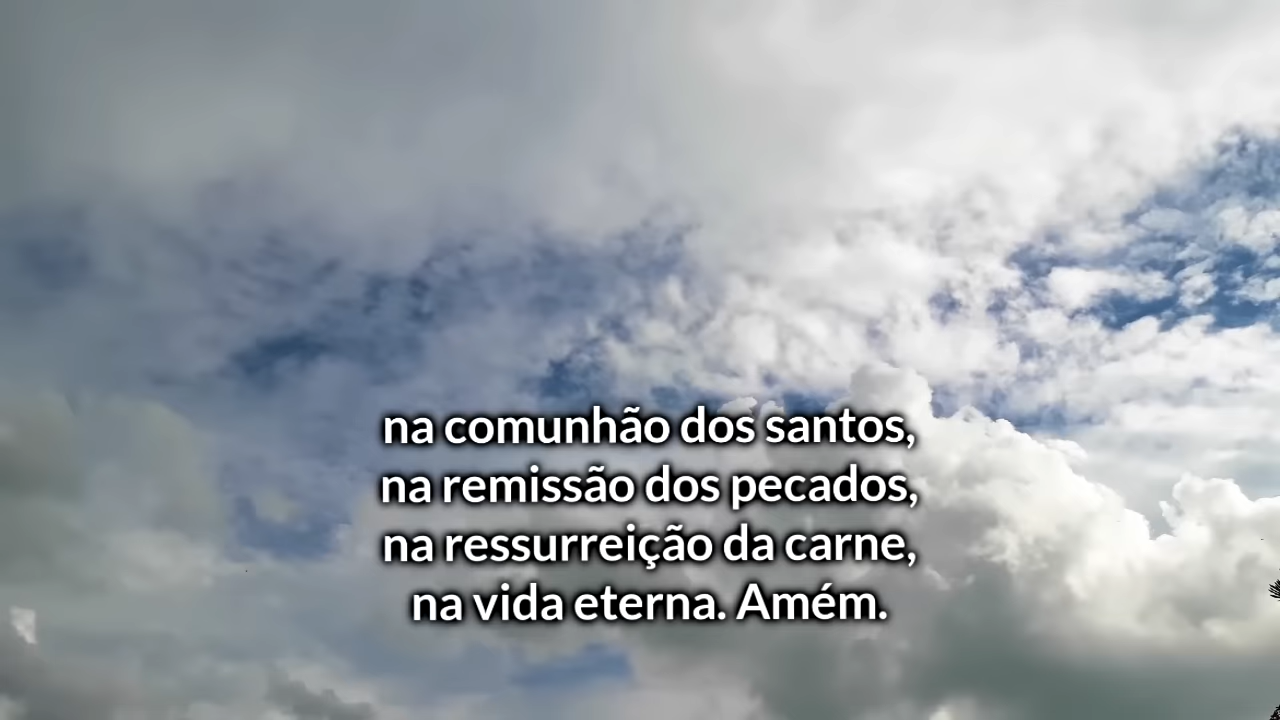 na comunhão dos santos,
na remissão dos pecados,
na ressurreição da carne,
na vida eterna. Amém.